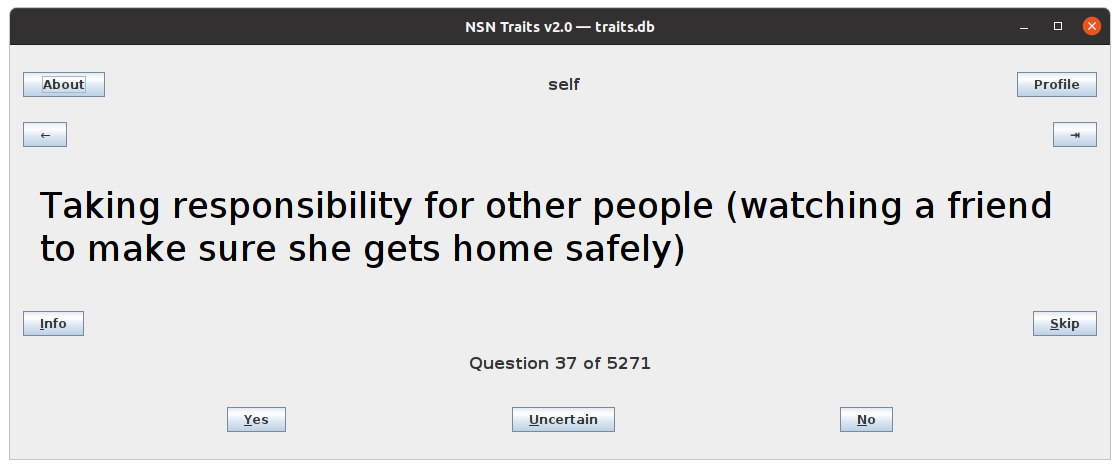 NSN Traits v2.0 — traits.db
About
self
Profile
←
⇥
Taking responsibility for other people (watching a friend
to make sure she gets home safely)
Info
Skip
Question 37 of 5271
Yes
Uncertain
No